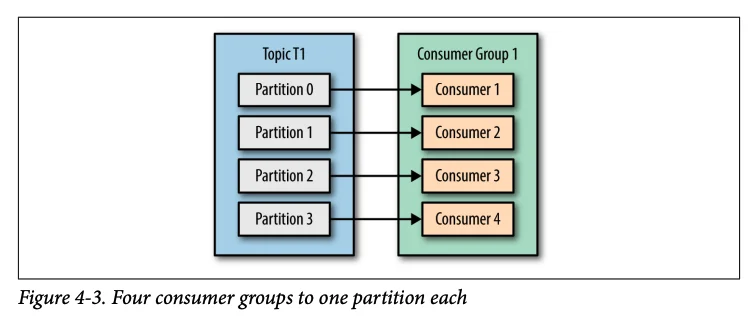 Topic T1
Consumer Group 1
Partition 0
Consumer 1
Partition 1
Consumer 2
Partition 2
Consumer 3
Partition 3
Consumer 4
Figure 4-3. Four consumer groups to one partition each